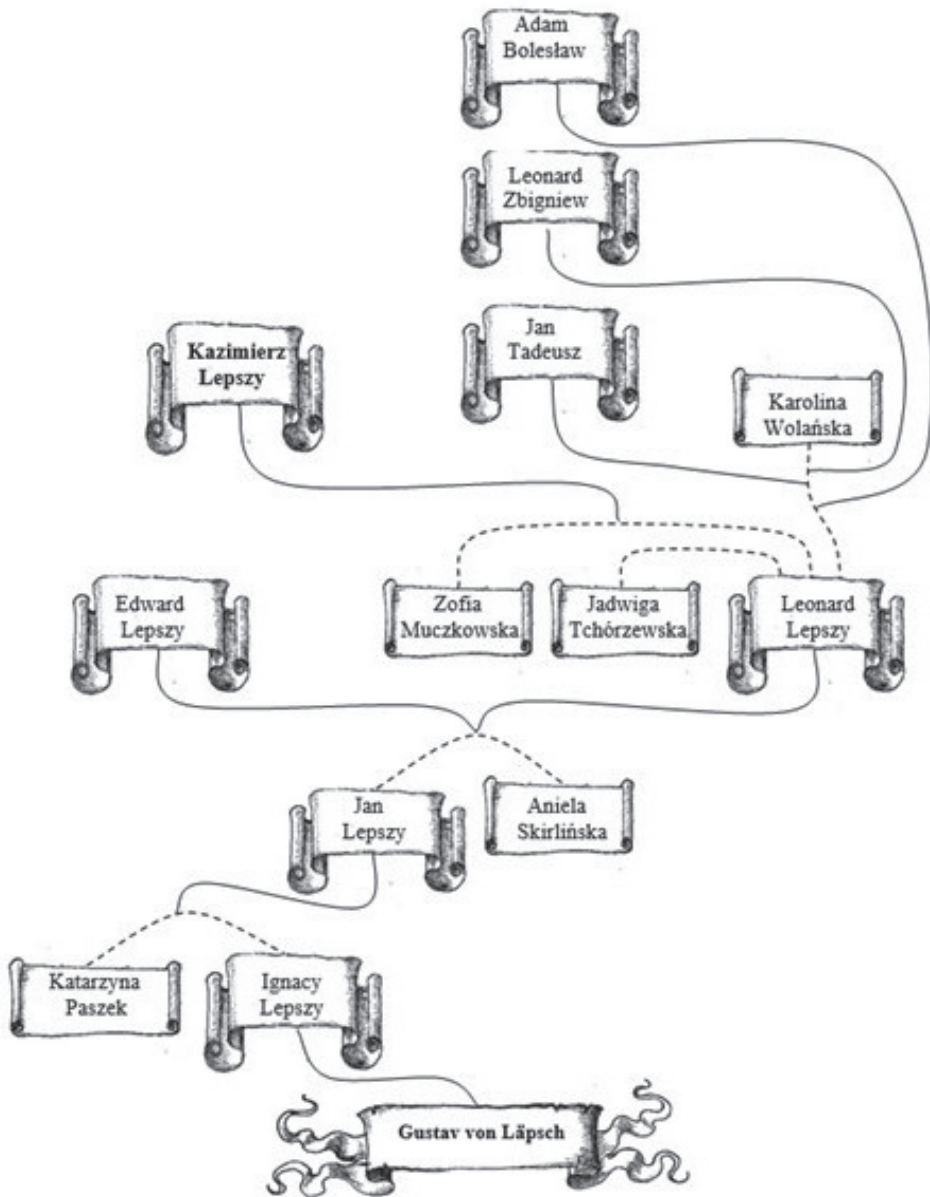 Adam
Bolesław
Leonard
Zbigniew
Jan
Tadeusz
Kazimierz
Lepszy
Karolina
Wolańska
Edward
Lepszy
Zofia
Muczkowska
Jadwiga
Tchórzewska
Leonard
Lepszy
Jan
Lepszy
Aniela
Skirlińska
Katarzyna
Paszek
Ignacy
Lepszy
Gustav von Läpsch